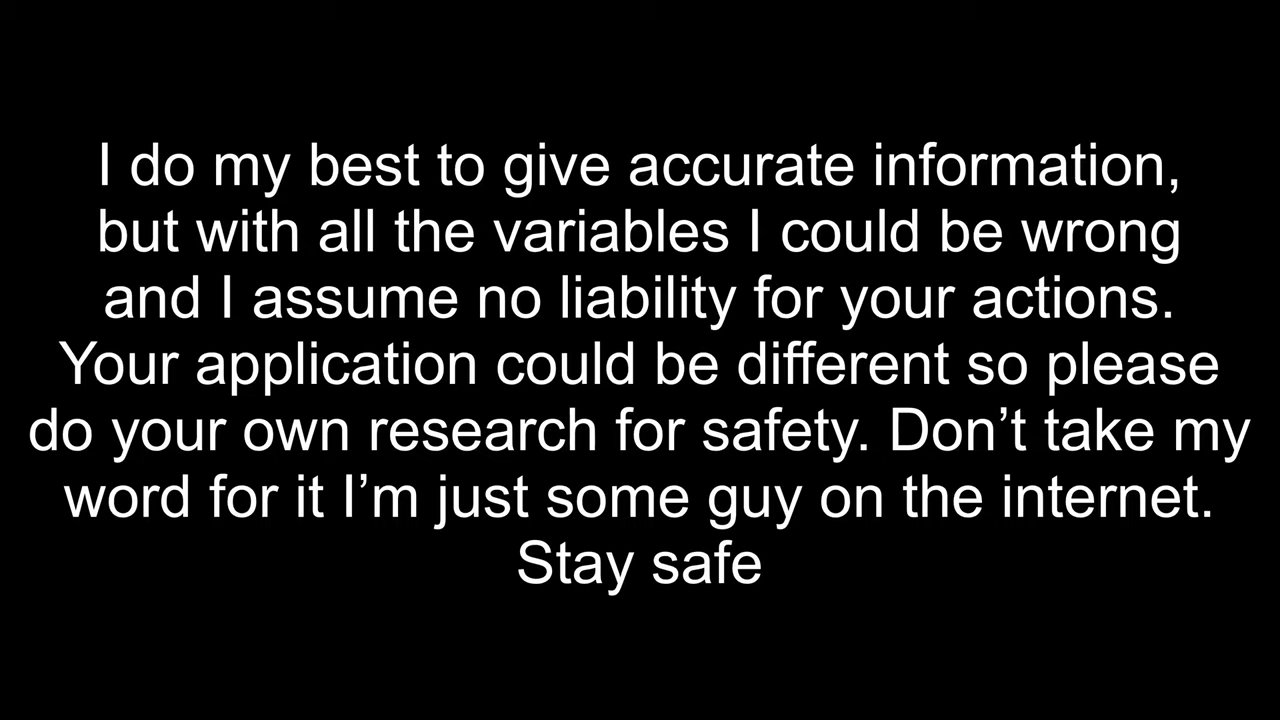 I do my best to give accurate information,
but with all the variables I could be wrong
and I assume no liability for your actions.
Your application could be different so please
do your own research for safety. Don’t take my
word for it I’m just some guy on the internet.
Stay safe